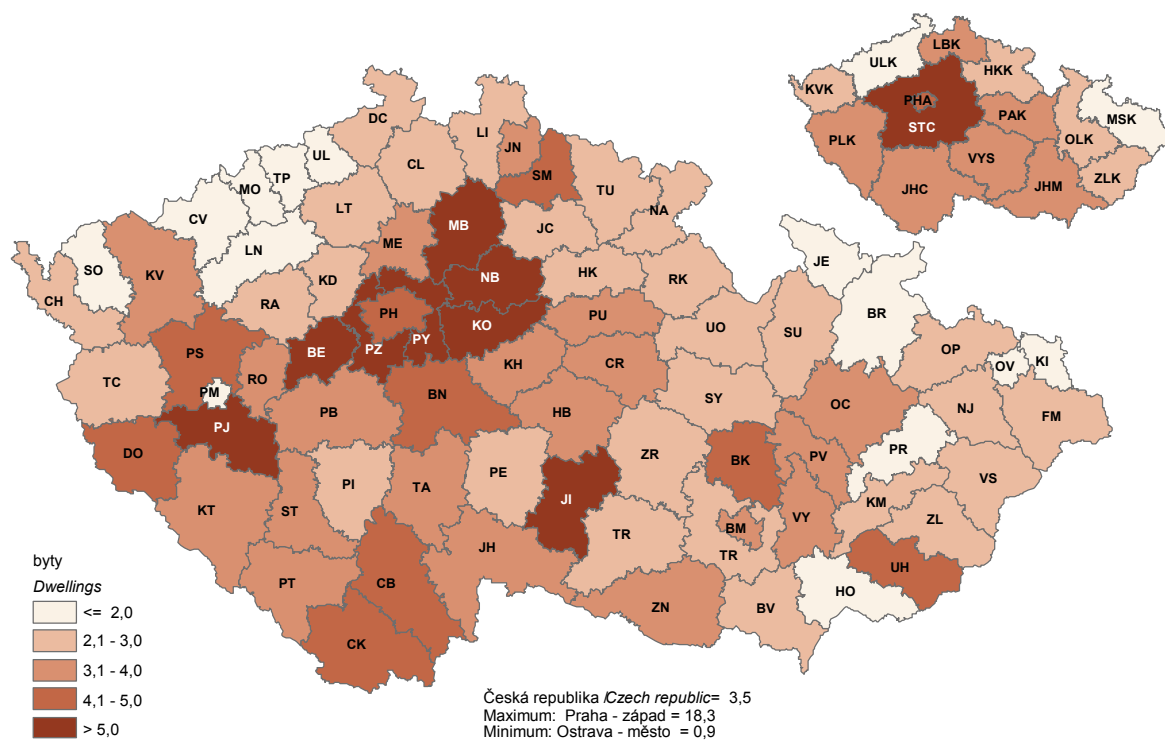 LBK
ULK
HKK
KVK
PHA
MSK
STC
PAK
PLK
OLK
VYS
JHC
JHM
ZLK
DC
LI
JN
UL
CL
SM
TP
MO
TU
CV
LT
NA
MB
JC
ME
LN
SO
KV
JE
NB
HK
KD
RK
CH
RA
BR
PH
KO
PU
UO
SU
PY
PZ
BE
PS
OP
KI
OV
CR
KH
RO
TC
PM
BN
SY
OC
NJ
FM
PB
HB
PJ
PR
DO
ZR
BK
PV
VS
PE
PI
TA
JI
KM
KT
ST
VY
ZL
BM
TR
TR
JH
UH
PT
CB
HO
ZN
BV
CK
byty
Dwellings
<= 2,0
2,1 - 3,0
3,1 - 4,0
4,1 - 5,0
> 5,0
Česká republika /Czech republic= 3,5
Maximum: Praha - západ = 18,3
Minimum: Ostrava - město = 0,9